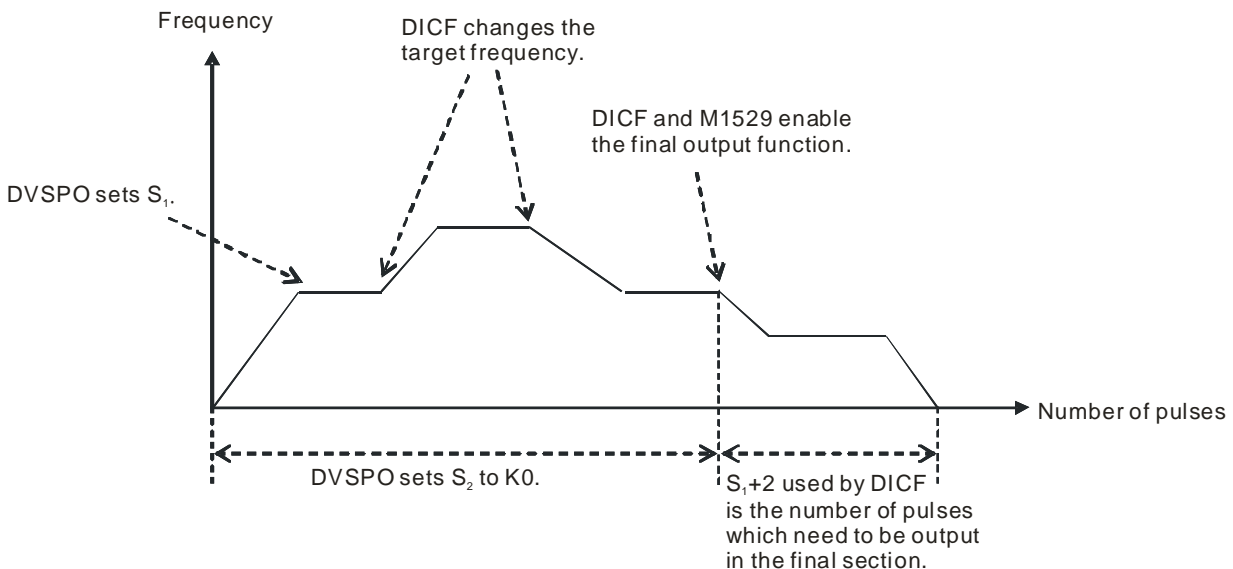 Frequency
DICF changes the
target frequency.
DICF and M1529 enable
the final output function.
DVSPO sets S₁.
Number of pulses
DVSPO sets S₂ to K0.
S₁+2 used by DICF
is the number of pulses
which need to be output
in the final section.